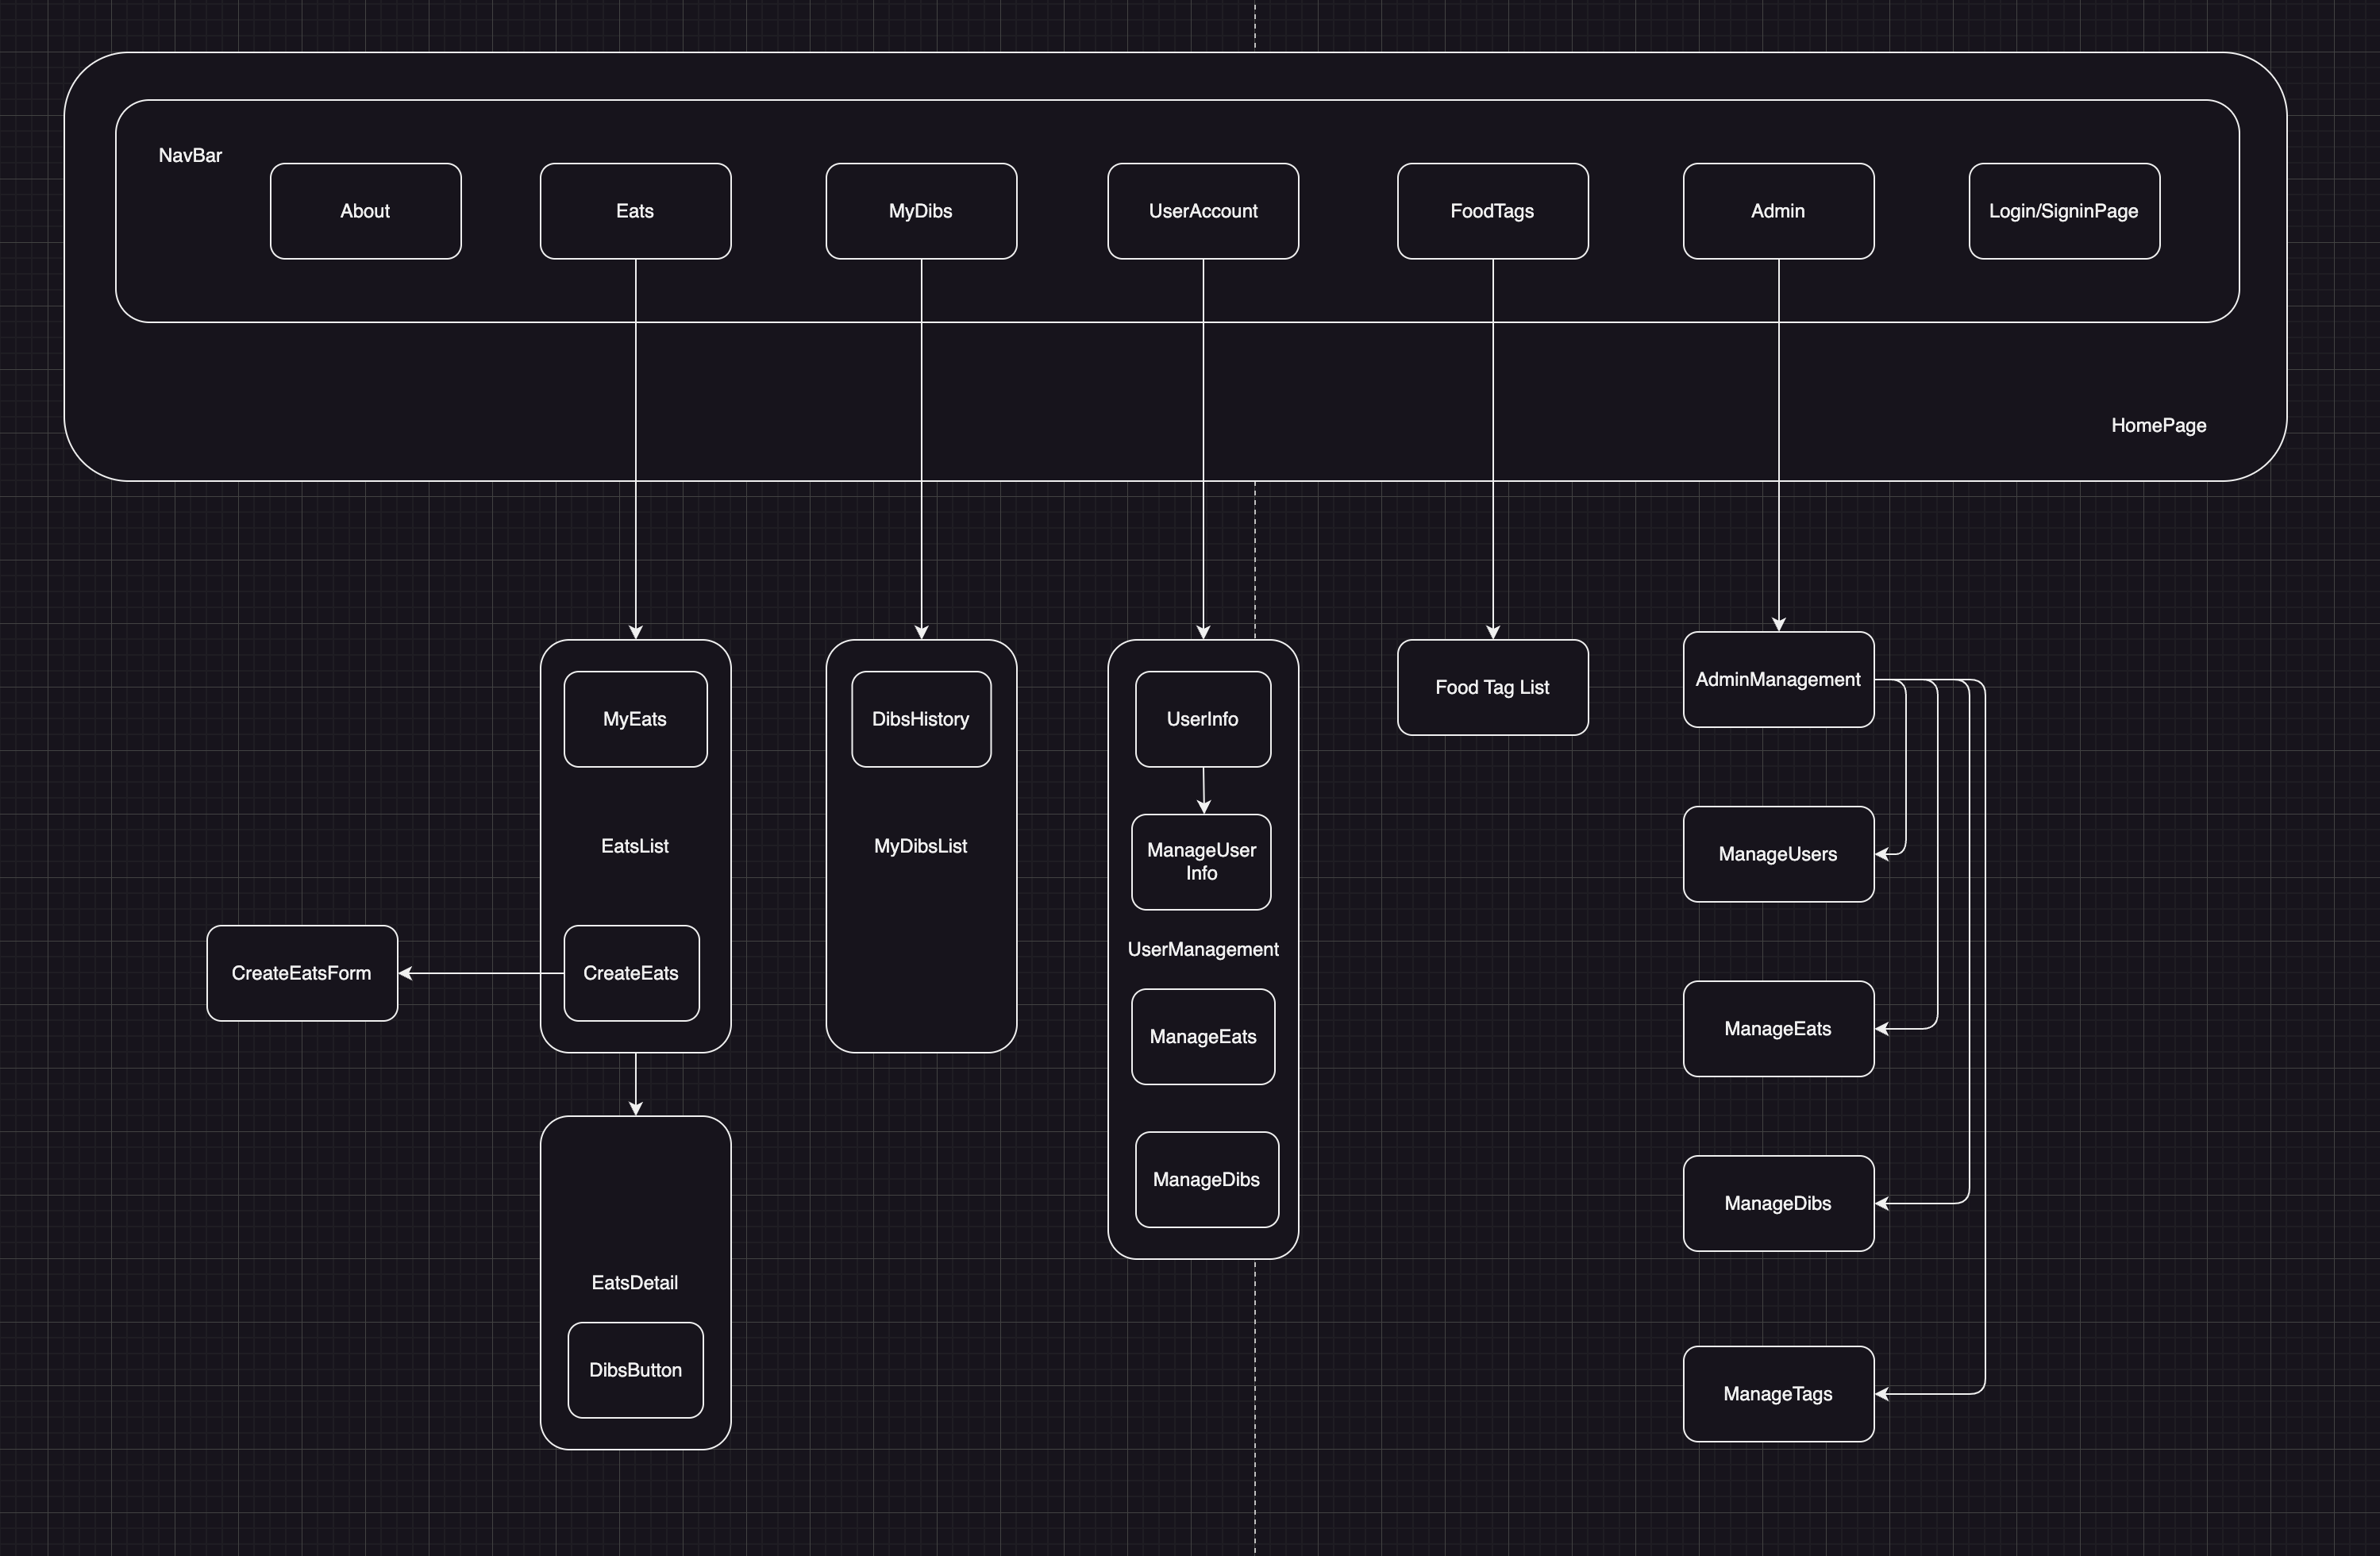 NavBar
About
Eats
MyDibs
UserAccount
FoodTags
Admin
Login/SigninPage
HomePage
MyEats
EatsList
CreateEats
CreateEatsForm
EatsDetail
DibsButton
DibsHistory
MyDibsList
UserInfo
ManageUser
Info
UserManagement
ManageEats
ManageDibs
Food Tag List
AdminManagement
ManageUsers
ManageEats
ManageDibs
ManageTags